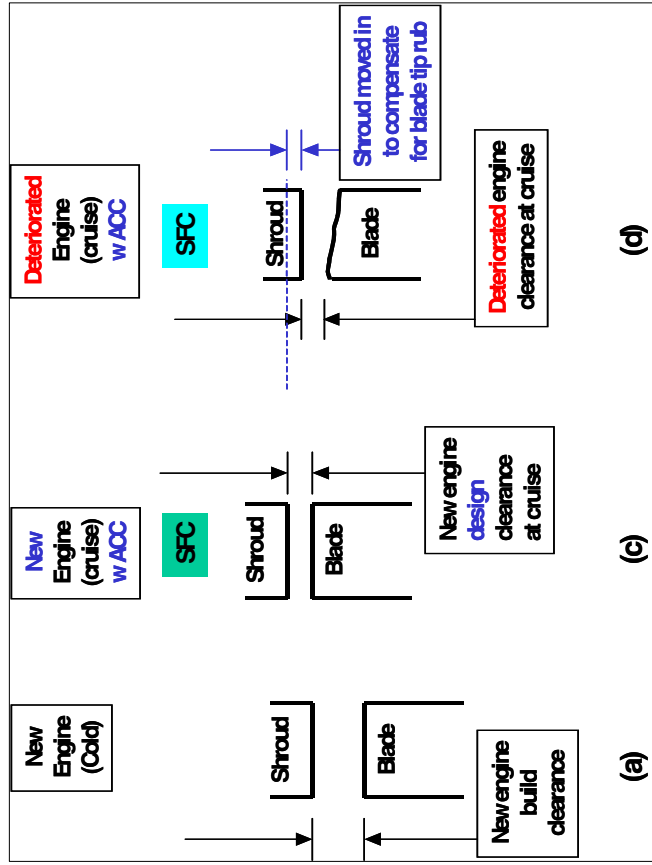 New
Engine
(Cold)
Shroud
Blade
New engine
build
clearance
(a)
New
Engine
(cruise)
w ACC
SFC
Shroud
Blade
New engine
design
clearance
at cruise
(c)
Deteriorated
Engine
(cruise)
w ACC
SFC
Shroud
Blade
Shroud moved in
to compensate
for blade tip rub
Deteriorated engine
clearance at cruise
(d)